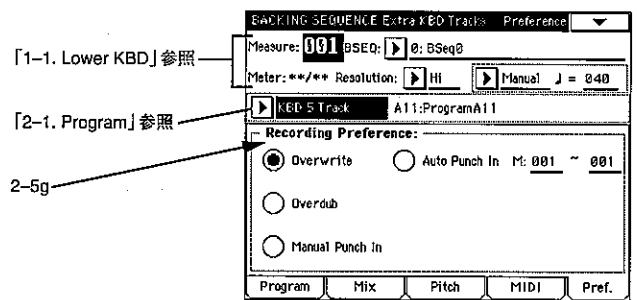 BACKING SEQUENCE Extra KBD Tracks Preference
Measure: 001 BSEQ: 0: BSeq0
「1–1. Lower KBD」参照
Meter: **/** Resolution: Hi Manual ♩ = 040
KBD 5 Track A11:ProgramA11
「2–1. Program」参照
Recording Preference:
Overwrite Auto Punch In M: 001 ~ 001
2–5g
Overdub
Manual Punch In
Program Mix Pitch MIDI Pref.